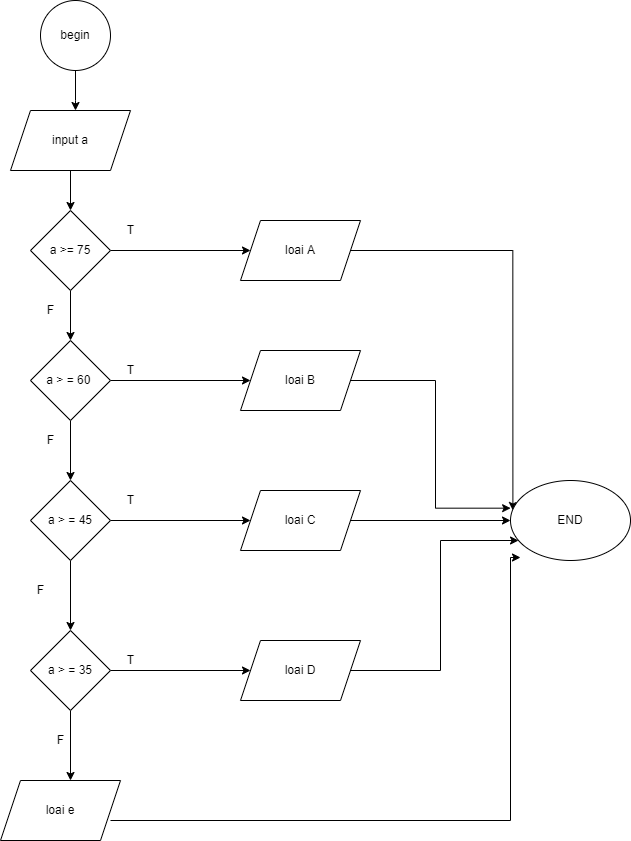 begin
input a
a >= 75
T
loai A
F
a > = 60
T
loai B
F
a > = 45
T
loai C
END
F
a > = 35
T
loai D
F
loai e